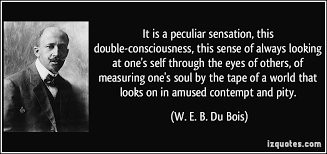 It is a peculiar sensation, this
double-consciousness, this sense of always looking
at one's self through the eyes of others, of
measuring one's soul by the tape of a world that
looks on in amused contempt and pity.
(W. E. B. Du Bois)
izquotes.com